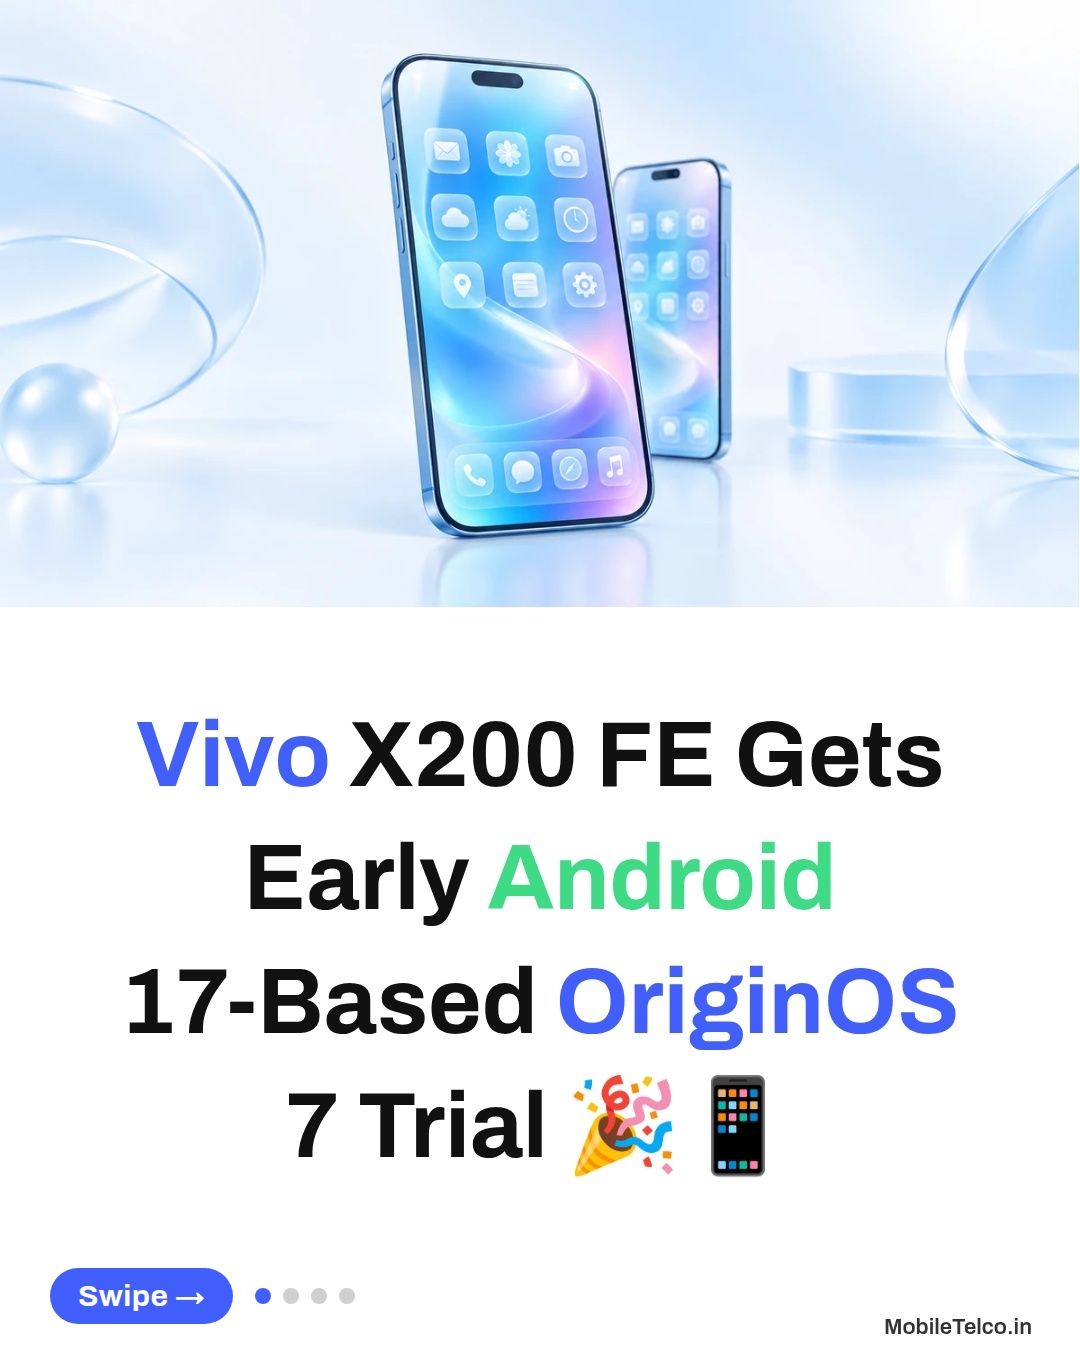 Vivo X200 FE Gets
Early Android
17-Based OriginOS
7 Trial 🎉 📱
Swipe →
MobileTelco.in